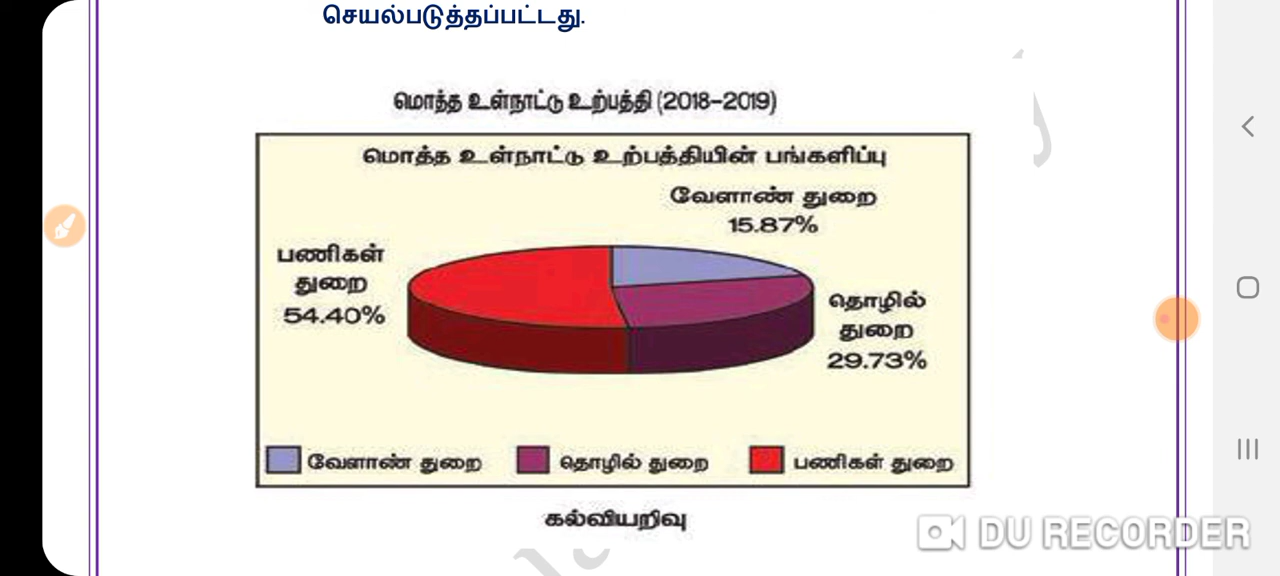 செயல்படுத்தப்பட்டது.
மொத்த உள்நாட்டு உற்பத்தி (2018-2019)
மொத்த உள்நாட்டு உற்பத்தியின் பங்களிப்பு
வேளாண் துறை
15.87%
பணிகள்
துறை
54.40%
தொழில்
துறை
29.73%
வேளாண் துறை
தொழில் துறை
பணிகள் துறை
கல்வியறிவு
DU RECORDER